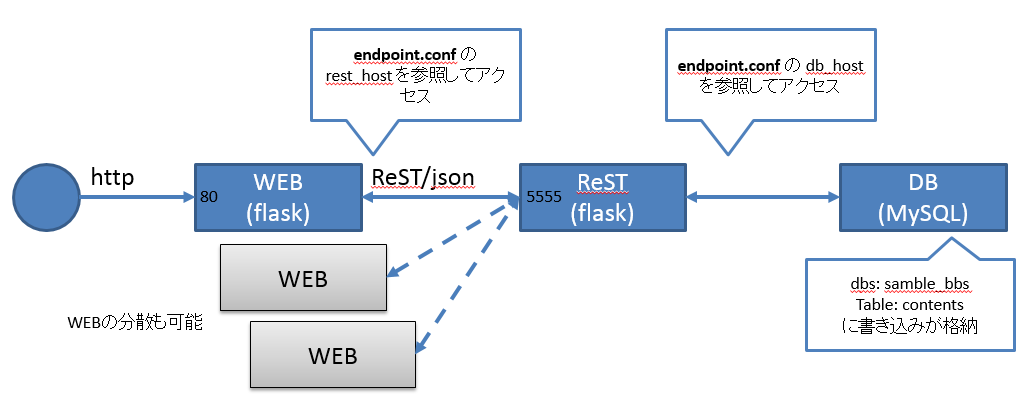 endpoint.conf の
rest_host を参照してアク
セス
endpoint.conf の db_host
を参照してアクセス
http
80
WEB
(flask)
ReST/json
5555
ReST
(flask)
DB
(MySQL)
WEB
WEBの分散も可能
WEB
dbs: samble_bbs
Table: contents
に書き込みが格納